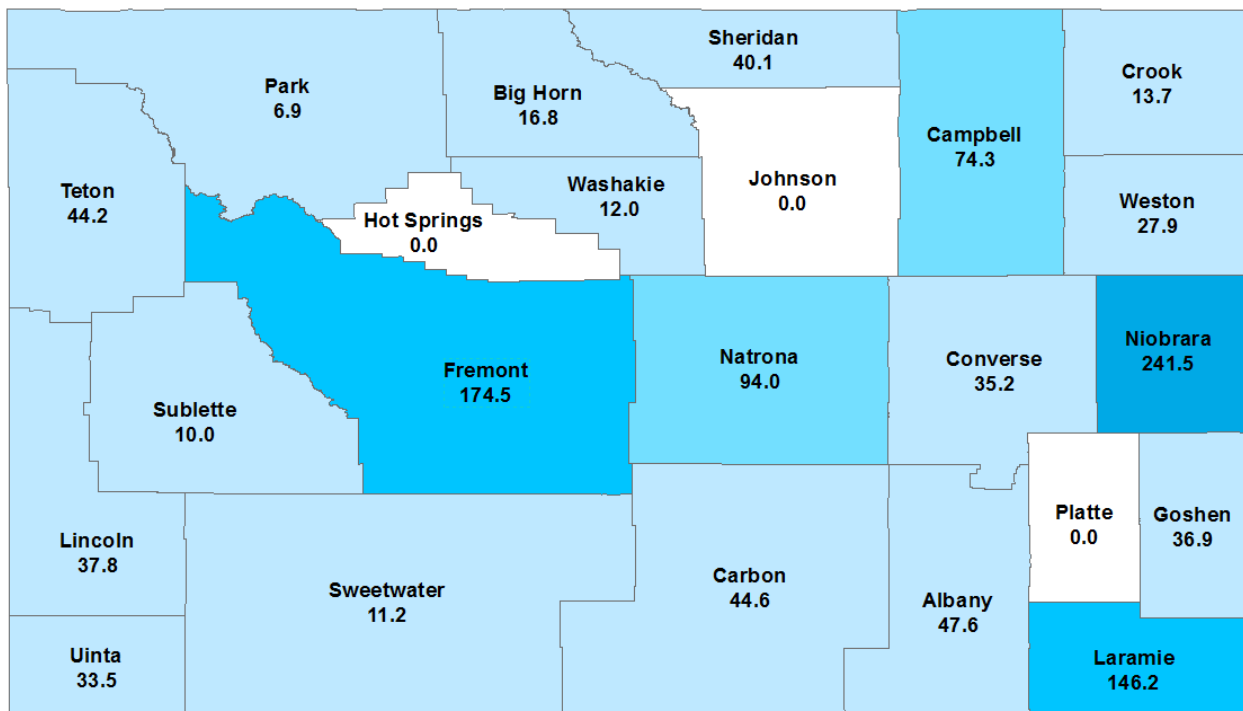 Sheridan
40.1
Park
6.9
Big Horn
16.8
Crook
13.7
Campbell
74.3
Teton
44.2
Washakie
12.0
Johnson
0.0
Weston
27.9
Hot Springs
0.0
Fremont
174.5
Natrona
94.0
Converse
35.2
Niobrara
241.5
Sublette
10.0
Platte
0.0
Goshen
36.9
Lincoln
37.8
Sweetwater
11.2
Carbon
44.6
Albany
47.6
Uinta
33.5
Laramie
146.2